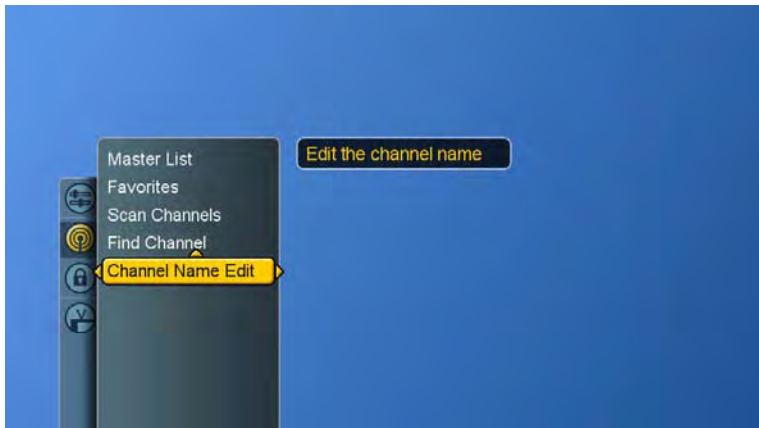 Master List
Edit the channel name
Favorites
Scan Channels
Find Channel
Channel Name Edit